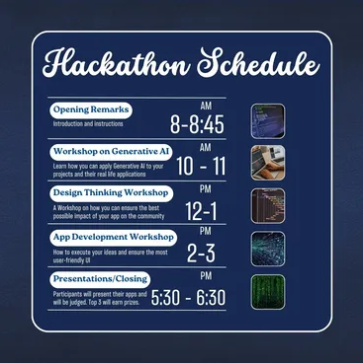 Hackathon Schedule
Opening Remarks
Introduction and instructions
AM
8-8:45
Workshop on Generative AI
Learn how you can apply Generative AI to your
projects and their real life applications
AM
10 - 11
Design Thinking Workshop
A Workshop on how you can ensure the best
possible impact of your app on the community
PM
12-1
App Development Workshop
How to execute your ideas and ensure the most
user-friendly UI
PM
2-3
Presentations/Closing
Participants will present their apps and
will be judged. Top 3 will earn prizes.
PM
5:30 - 6:30